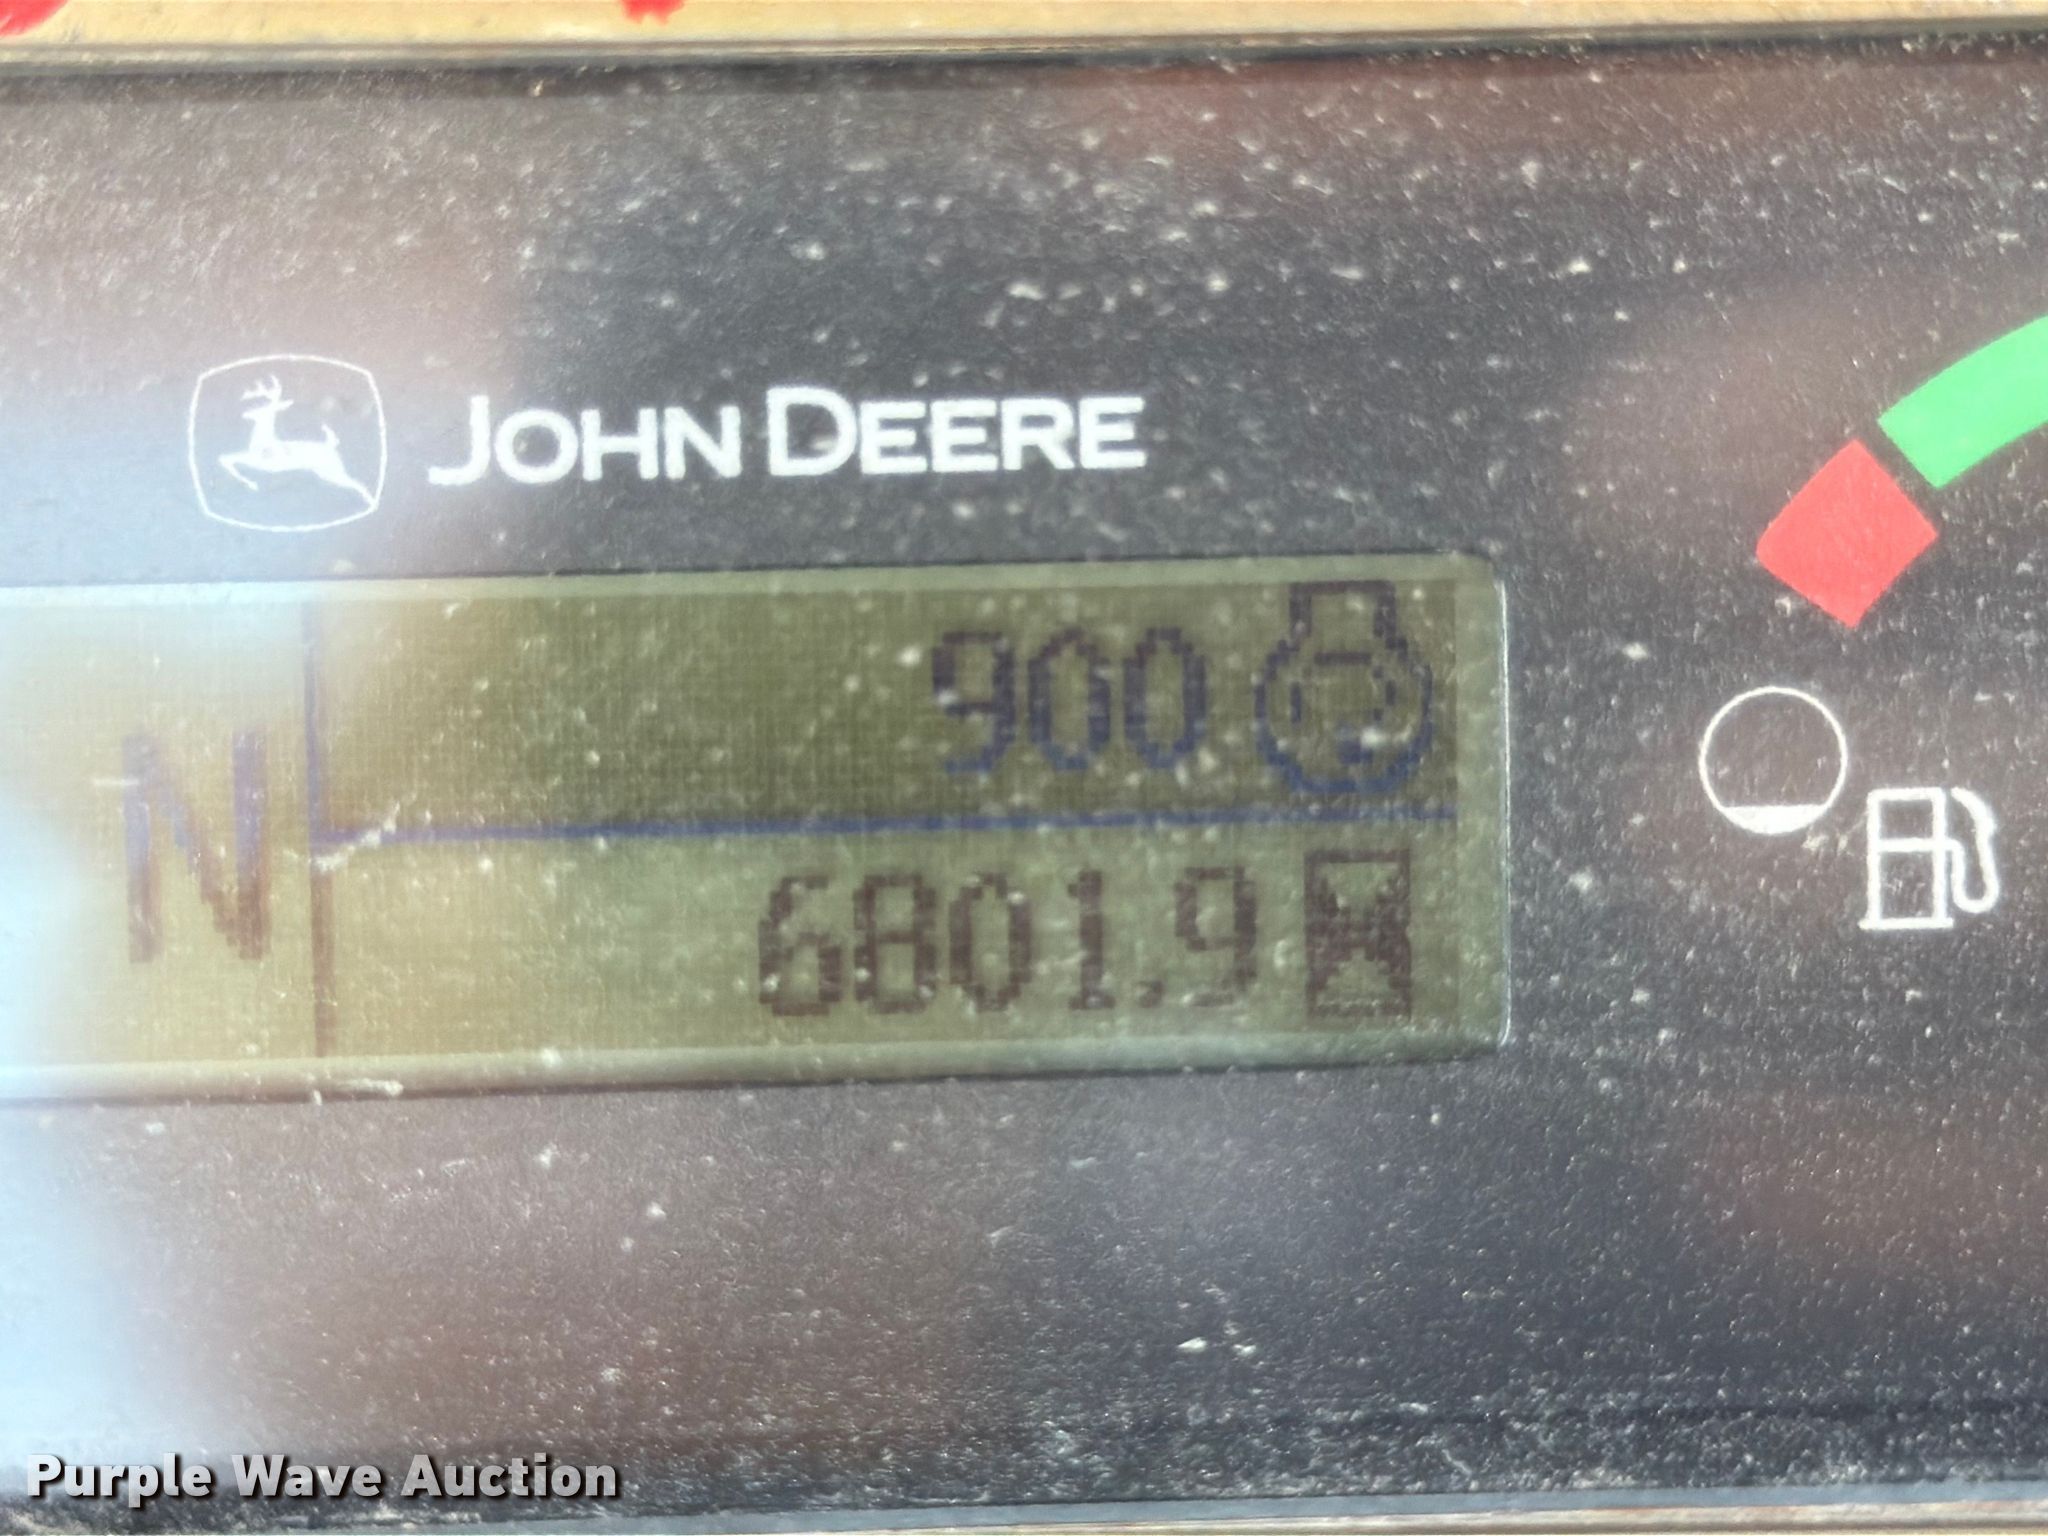 JOHN DEERE
900
N
6801.9
Purple Wave Auction